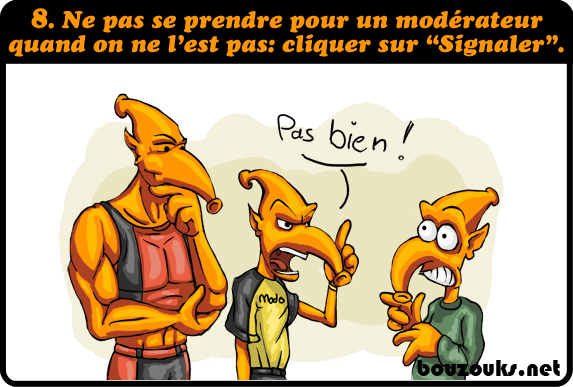 8. Ne pas se prendre pour un modérateur
quand on ne l'est pas: cliquer sur “Signaler”.
Pas bien !
Modo
bouzouks.net